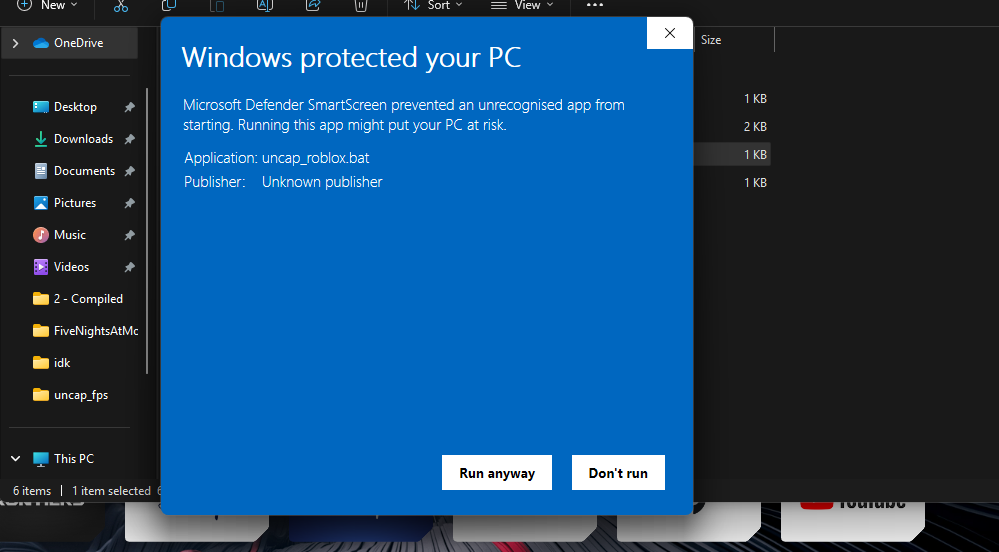 New
Sort
View
OneDrive
Size
Windows protected your PC
Desktop
Microsoft Defender SmartScreen prevented an unrecognised app from
starting. Running this app might put your PC at risk.
1 KB
2 KB
1 KB
1 KB
Downloads
Application: uncap_roblox.bat
Documents
Publisher: Unknown publisher
Pictures
Music
Videos
2 - Compiled
FiveNightsAtMc
idk
uncap_fps
This PC
Run anyway
Don't run
6 items
1 item selected 6
YouTube